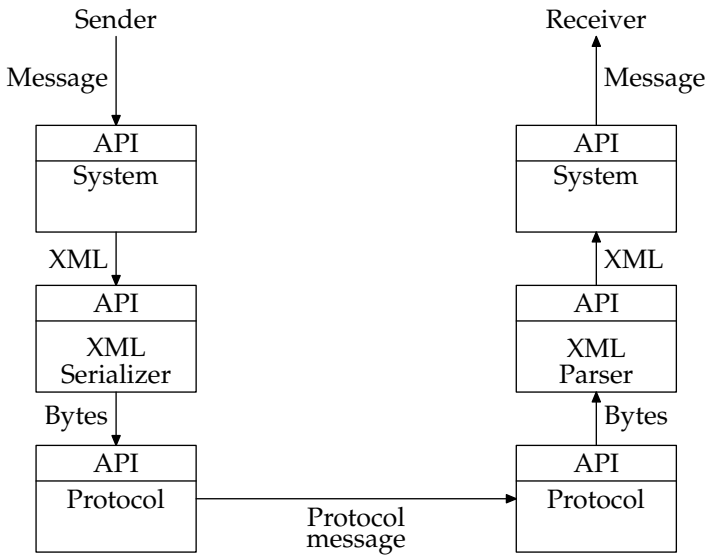 Sender
Message
API
System
XML
API
XML
Serializer
Bytes
API
Protocol
Protocol
message
Receiver
Message
API
System
XML
API
XML
Parser
Bytes
API
Protocol